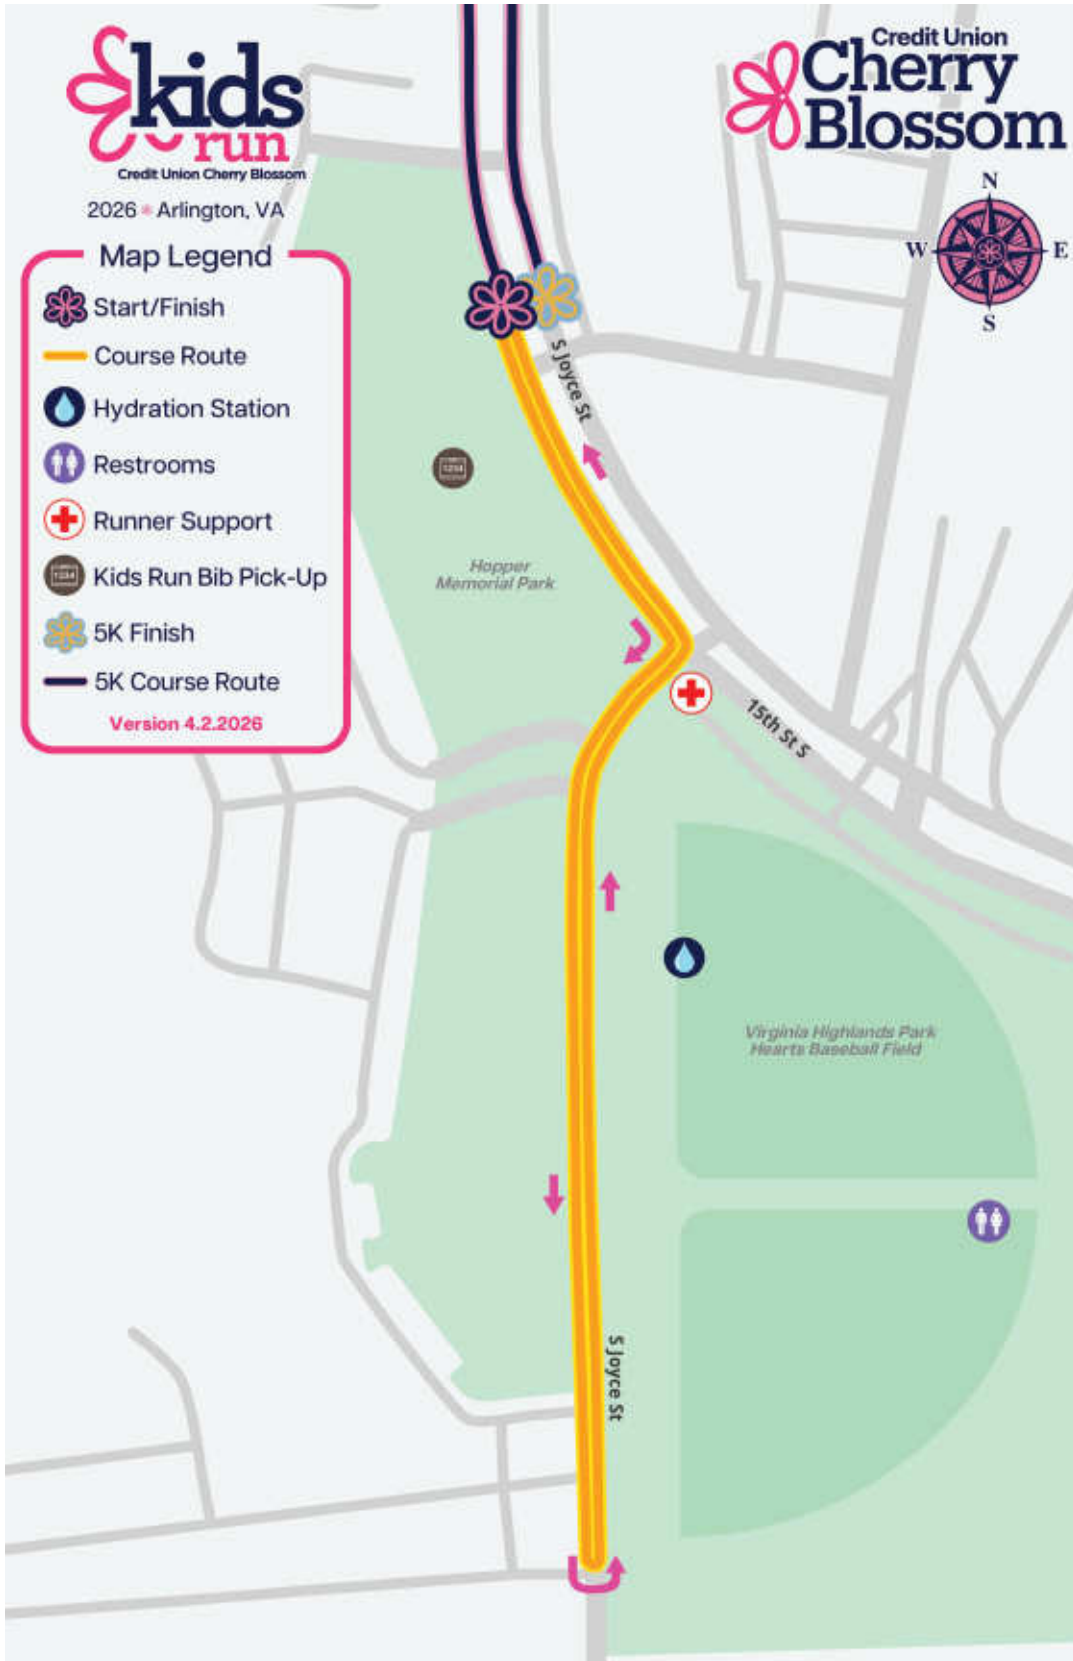 kids
run
Credit Union Cherry Blossom
2026 * Arlington, VA
Credit Union
Cherry
Blossom
N
W
E
S
Map Legend
Start/Finish
Course Route
Hydration Station
Restrooms
Runner Support
1234
Kids Run Bib Pick-Up
5K Finish
5K Course Route
Version 4.2.2026
S Joyce St
1234
Hopper
Memorial Park
15th St S
Virginia Highlands Park
Hearts Baseball Field
S Joyce St